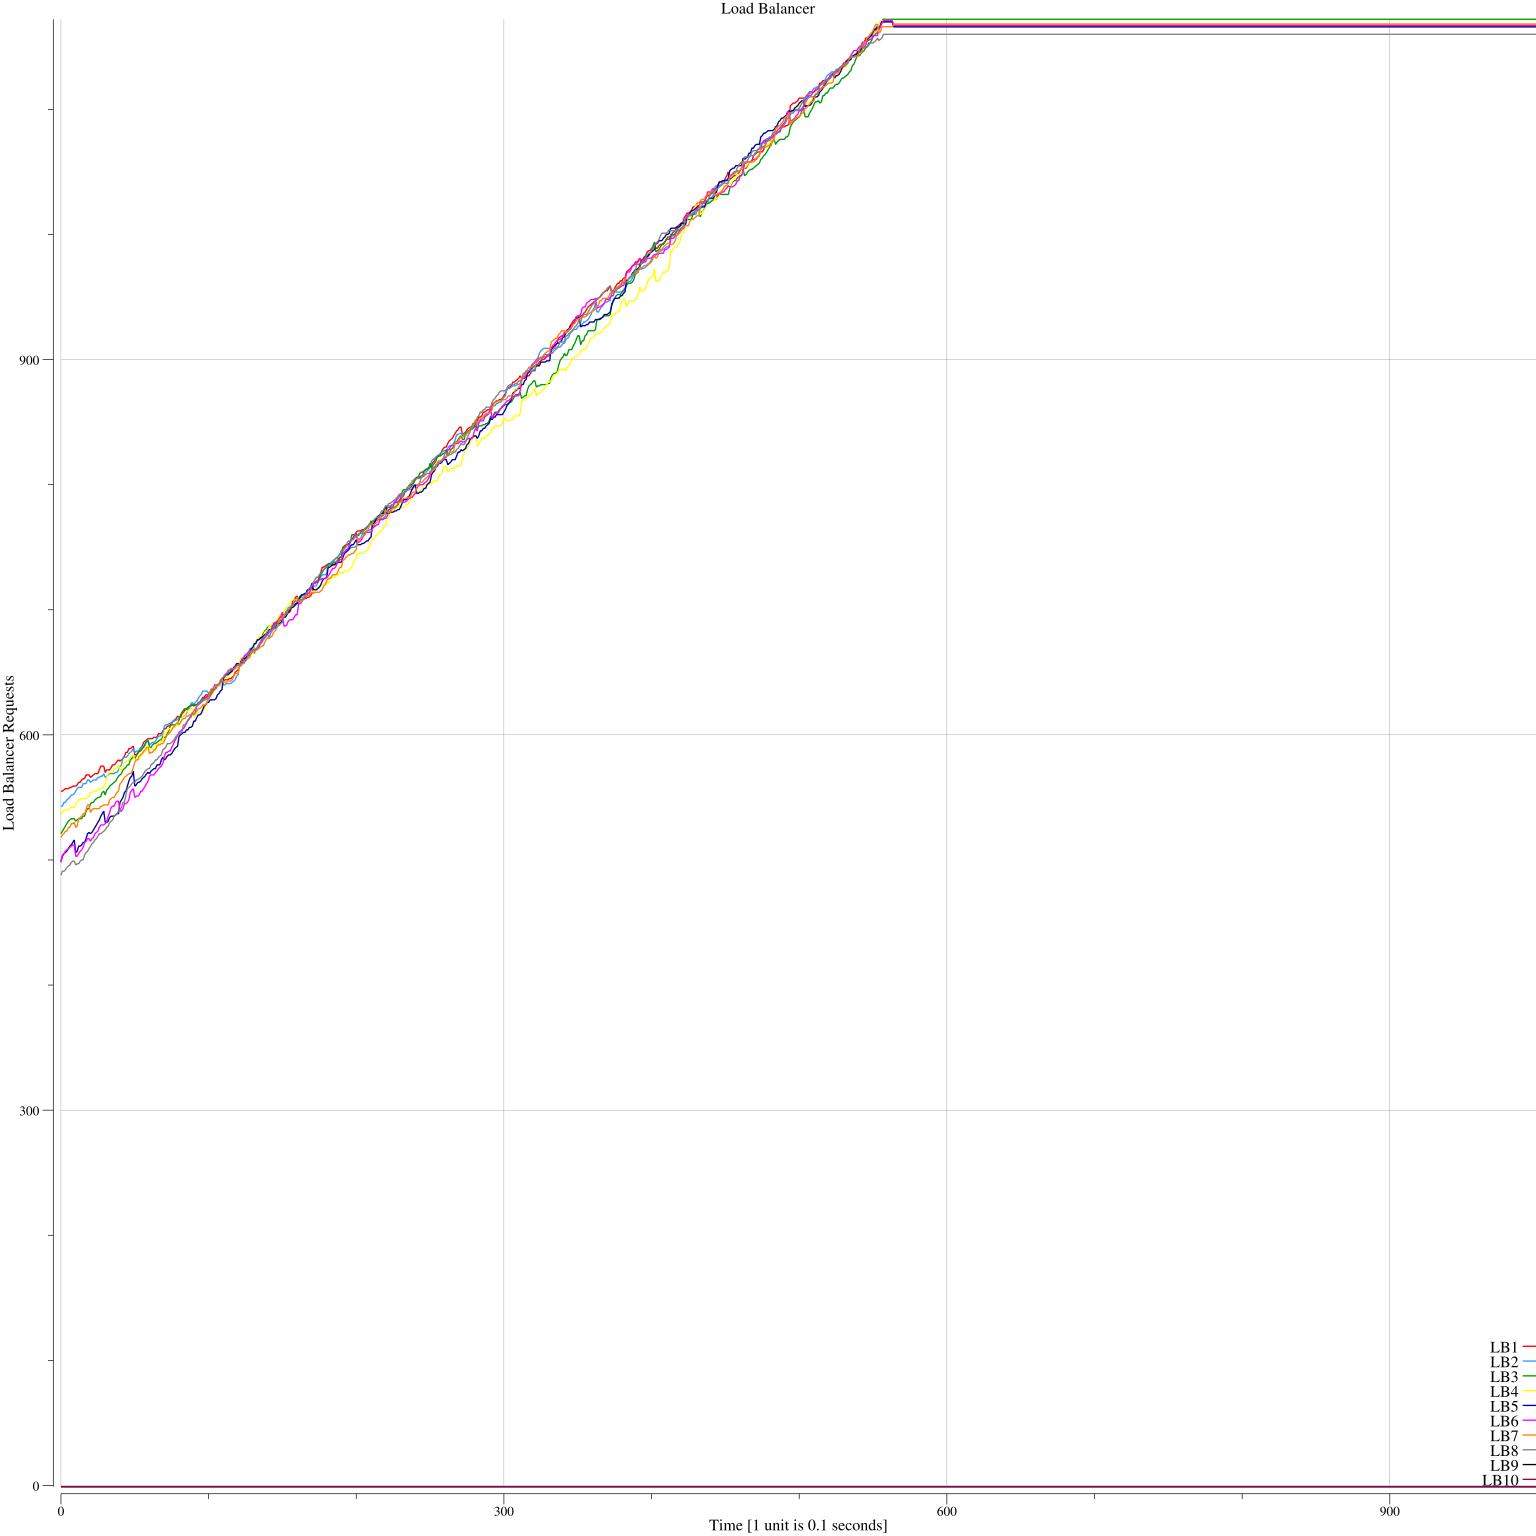 Load Balancer
900
600
Load Balancer Requests
300
0
LB1
LB2
LB3
LB4
LB5
LB6
LB7
LB8
LB9
LB10
0
300
600
900
Time [1 unit is 0.1 seconds]